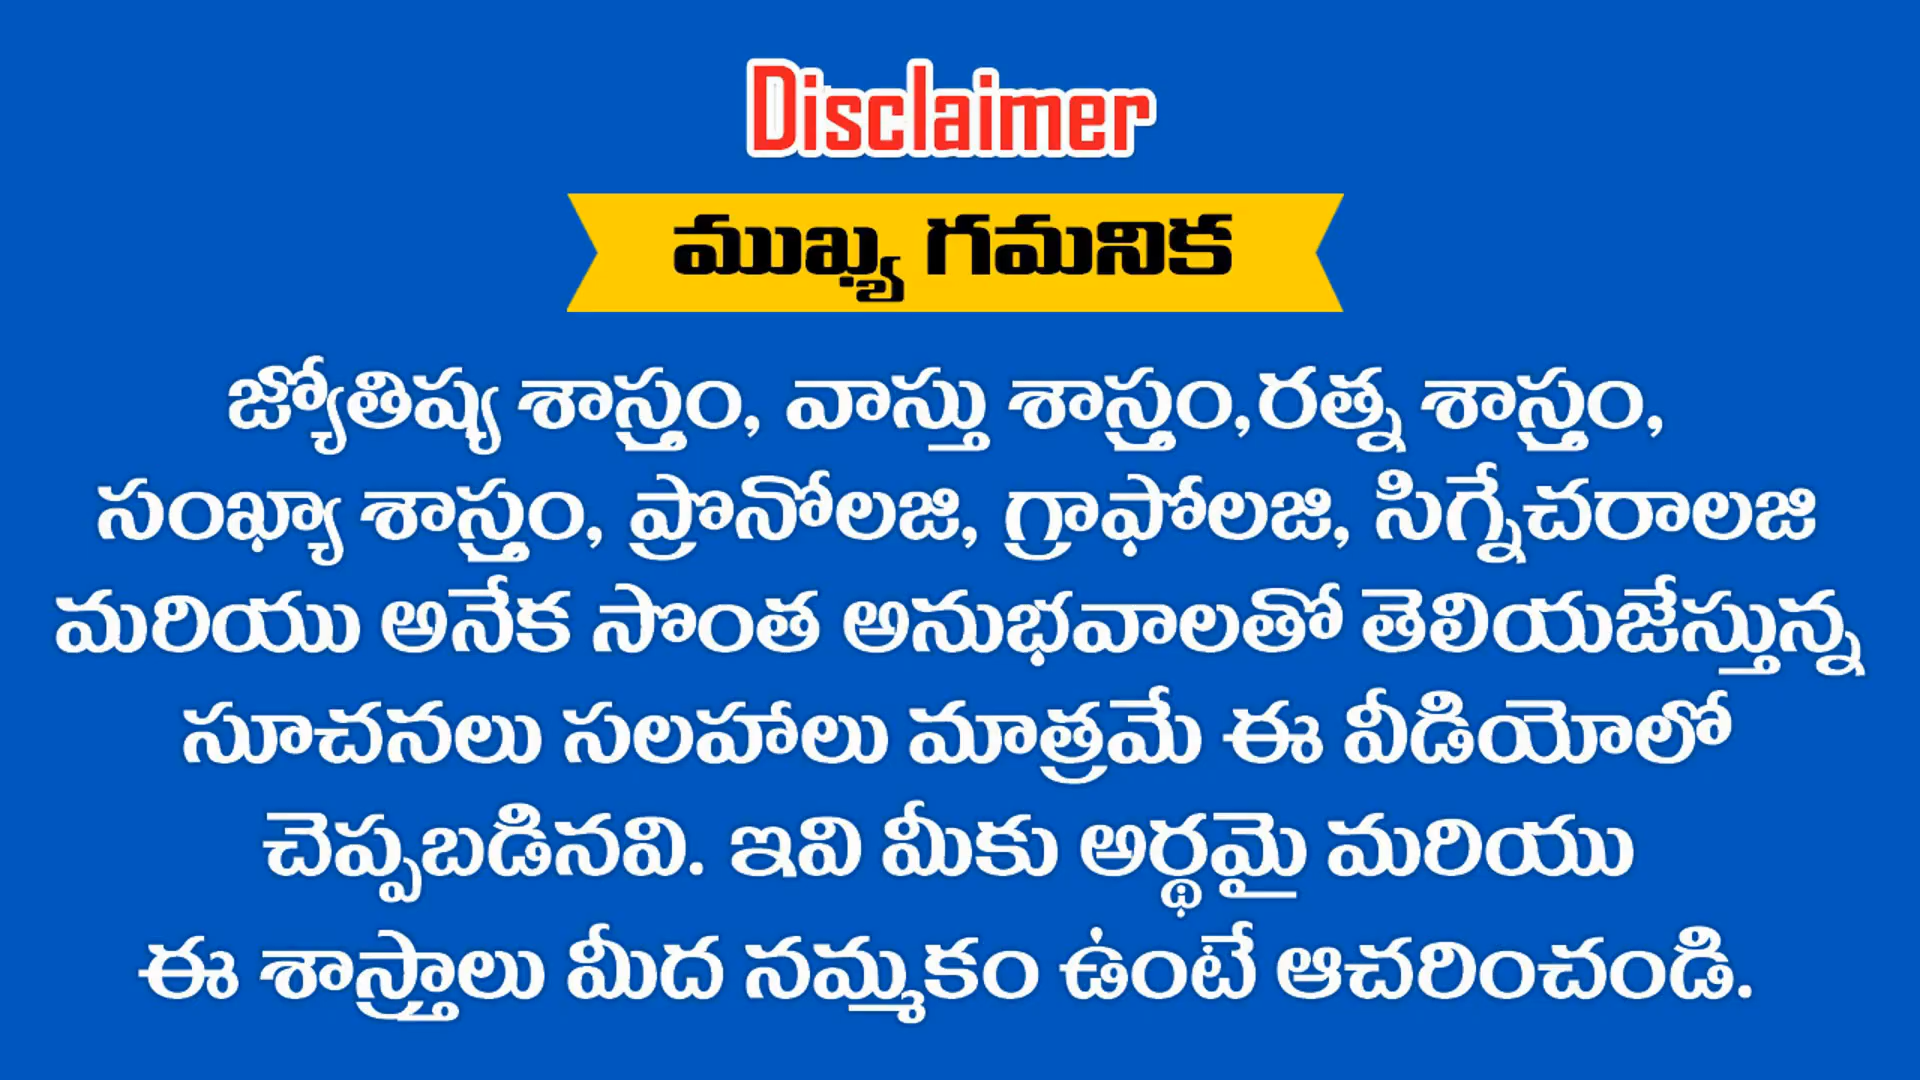 Disclaimer
ముఖ్య గమనిక
జ్యోతిష్య శాస్త్రం, వాస్తు శాస్త్రం,రత్న శాస్త్రం,
సంఖ్యా శాస్త్రం, ప్రొనోలజి, గ్రాఫోలజి, సిగ్నేచరాలజి
మరియు అనేక సొంత అనుభవాలతో తెలియజేస్తున్న
సూచనలు సలహాలు మాత్రమే ఈ వీడియోలో
చెప్పబడినవి. ఇవి మీకు అర్థమై మరియు
ఈ శాస్త్రాలు మీద నమ్మకం ఉంటే ఆచరించండి.